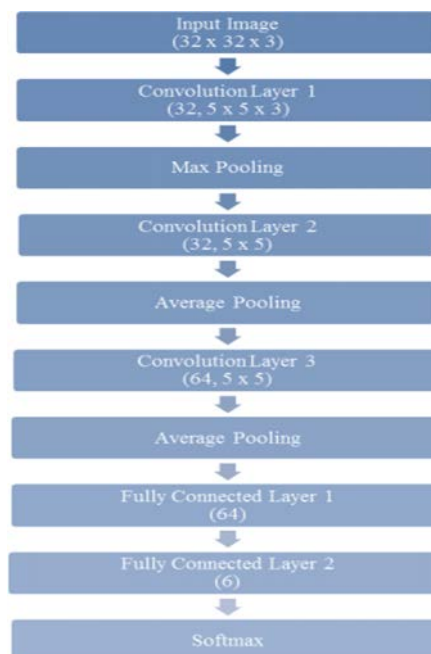 Input Image
(32 x 32 x 3)
Convolution Layer 1
(32, 5 x 5 x 3)
Max Pooling
Convolution Layer 2
(32, 5 x 5)
Average Pooling
Convolution Layer 3
(64, 5 x 5)
Average Pooling
Fully Connected Layer 1
(64)
Fully Connected Layer 2
(6)
Softmax